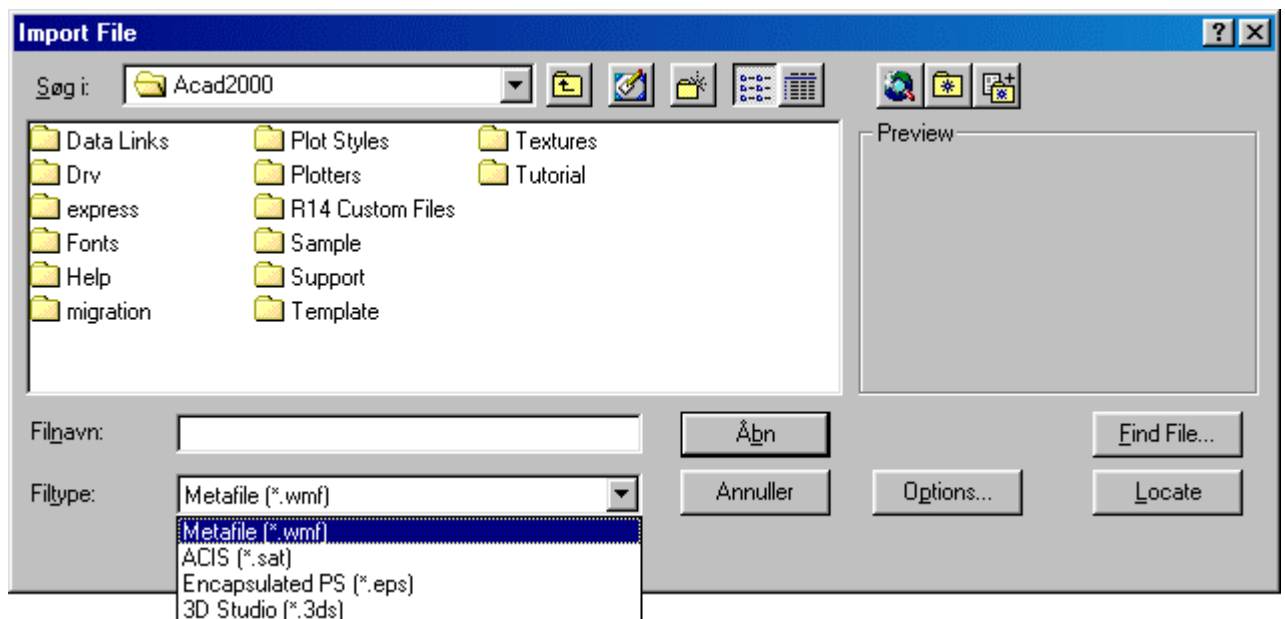 Import File
Søg i: Acad2000
Preview
Data Links Plot Styles Textures
Drv Plotters Tutorial
express R14 Custom Files
Fonts Sample
Help Support
migration Template
Filnavn: Åbn Find File...
Filtype: Metafile (*.wmf) Annuller Options... Locate
Metafile (*.wmf)
ACIS (*.sat)
Encapsulated PS (*.eps)
3D Studio (*.3ds)